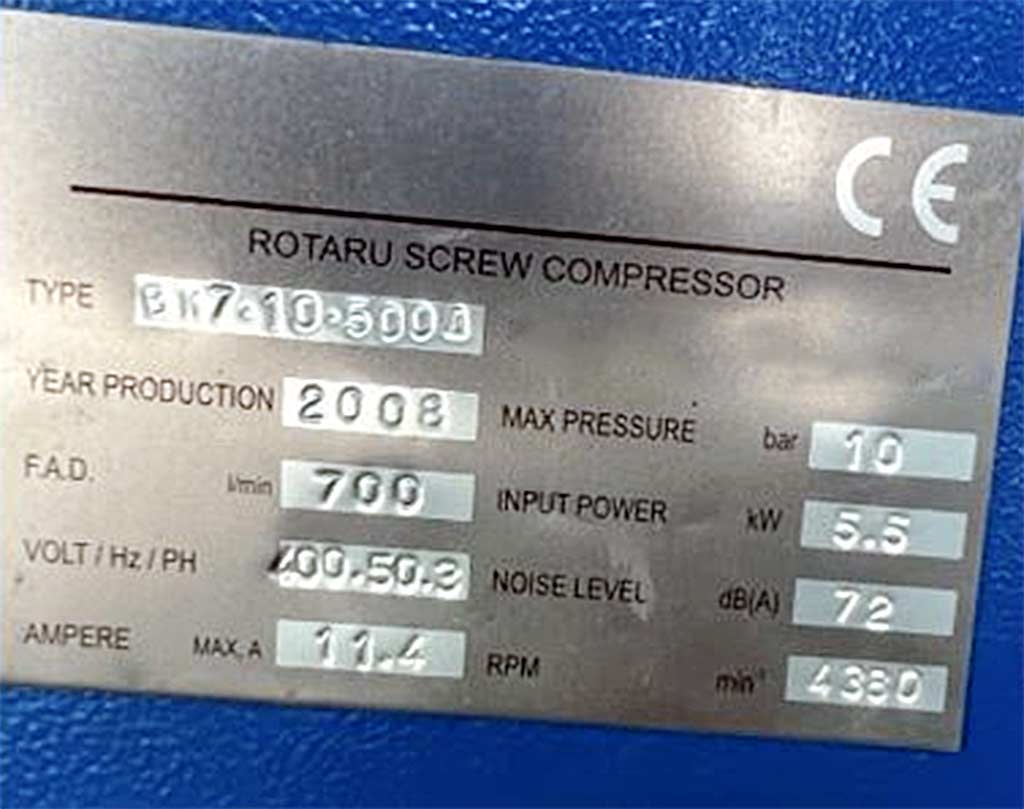 CE
ROTARU SCREW COMPRESSOR
TYPE
YEAR PRODUCTION 2008 MAX PRESSURE bar 10
F.A.D. l/min 700 INPUT POWER kW 5.5
VOLT / Hz / PH 400.50.3 NOISE LEVEL dB(A) 72
AMPERE MAX. A 11.4 RPM min⁻¹